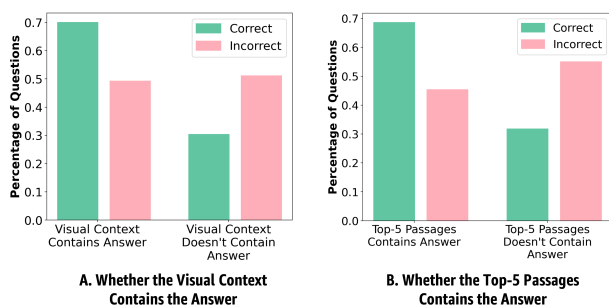 Percentage of Questions
0.7
0.6
0.5
0.4
0.3
0.2
0.1
0.0
Correct
Incorrect
Visual Context
Contains Answer
Visual Context
Doesn't Contain
Answer
A. Whether the Visual Context
Contains the Answer
Percentage of Questions
0.7
0.6
0.5
0.4
0.3
0.2
0.1
0.0
Correct
Incorrect
Top-5 Passages
Contains Answer
Top-5 Passages
Doesn't Contain
Answer
B. Whether the Top-5 Passages
Contains the Answer